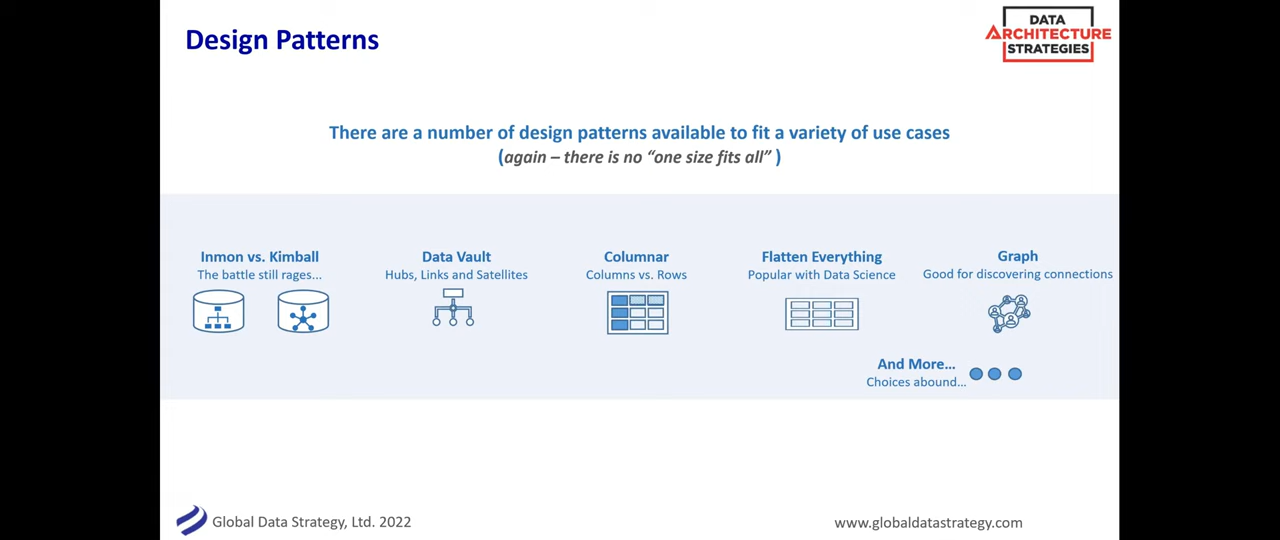 Design Patterns
DATA
ARCHITECTURE
STRATEGIES
There are a number of design patterns available to fit a variety of use cases
(again – there is no “one size fits all” )
Inmon vs. Kimball
The battle still rages...
Data Vault
Hubs, Links and Satellites
Columnar
Columns vs. Rows
Flatten Everything
Popular with Data Science
Graph
Good for discovering connections
And More...
Choices abound...
Global Data Strategy, Ltd. 2022
www.globaldatastrategy.com